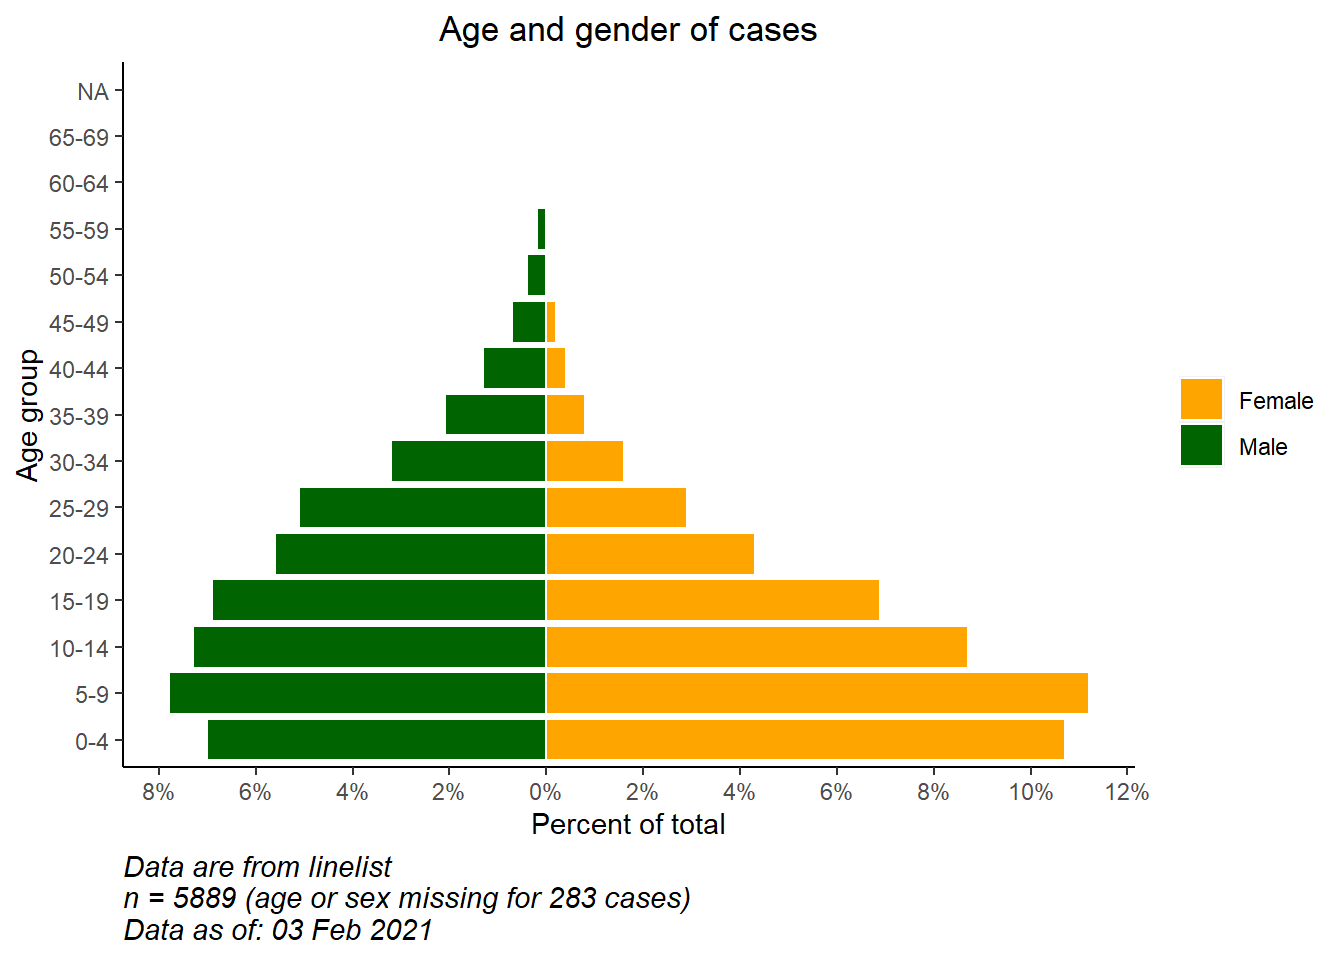 Age and gender of cases
NA
65-69
60-64
55-59
50-54
45-49
40-44
35-39
30-34
25-29
20-24
15-19
10-14
5-9
0-4
Age group
8% 6% 4% 2% 0% 2% 4% 6% 8% 10% 12%
Percent of total
Female
Male
Data are from linelist
n = 5889 (age or sex missing for 283 cases)
Data as of: 03 Feb 2021